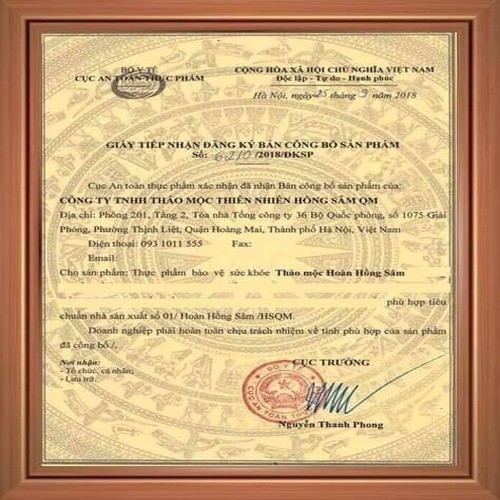 BỘ Y TẾ
CỤC AN TOÀN THỰC PHẨM
CỘNG HÒA XÃ HỘI CHỦ NGHĨA VIỆT NAM
Độc lập - Tự do - Hạnh phúc
Hà Nội, ngày 25 tháng 9 năm 2018
GIẤY TIẾP NHẬN ĐĂNG KÝ BẢN CÔNG BỐ SẢN PHẨM
Số: 6210/2018/ĐKSP
Cục An toàn thực phẩm xác nhận đã nhận Bản công bố sản phẩm của:
CÔNG TY TNHH THẢO MỘC THIÊN NHIÊN HỒNG SÂM QM
Địa chỉ: Phòng 201, Tầng 2, Tòa nhà Tổng công ty 36 Bộ Quốc phòng, số 1075 Giải
Phóng, Phường Thịnh Liệt, Quận Hoàng Mai, Thành phố Hà Nội, Việt Nam
Điện thoại: 093 1011 555 Fax:
Email:
Cho sản phẩm: Thực phẩm bảo vệ sức khỏe Thảo mộc Hoàn Hồng Sâm
phù hợp tiêu
chuẩn nhà sản xuất số 01/ Hoàn Hồng Sâm /HSQM.
Doanh nghiệp phải hoàn toàn chịu trách nhiệm về tính phù hợp của sản phẩm
đã công bố./.
Nơi nhận:
- Tổ chức, cá nhân;
- Lưu trữ.
CỤC TRƯỞNG
BỘ Y TẾ
CỤC AN TOÀN THỰC
Nguyễn Thanh Phong